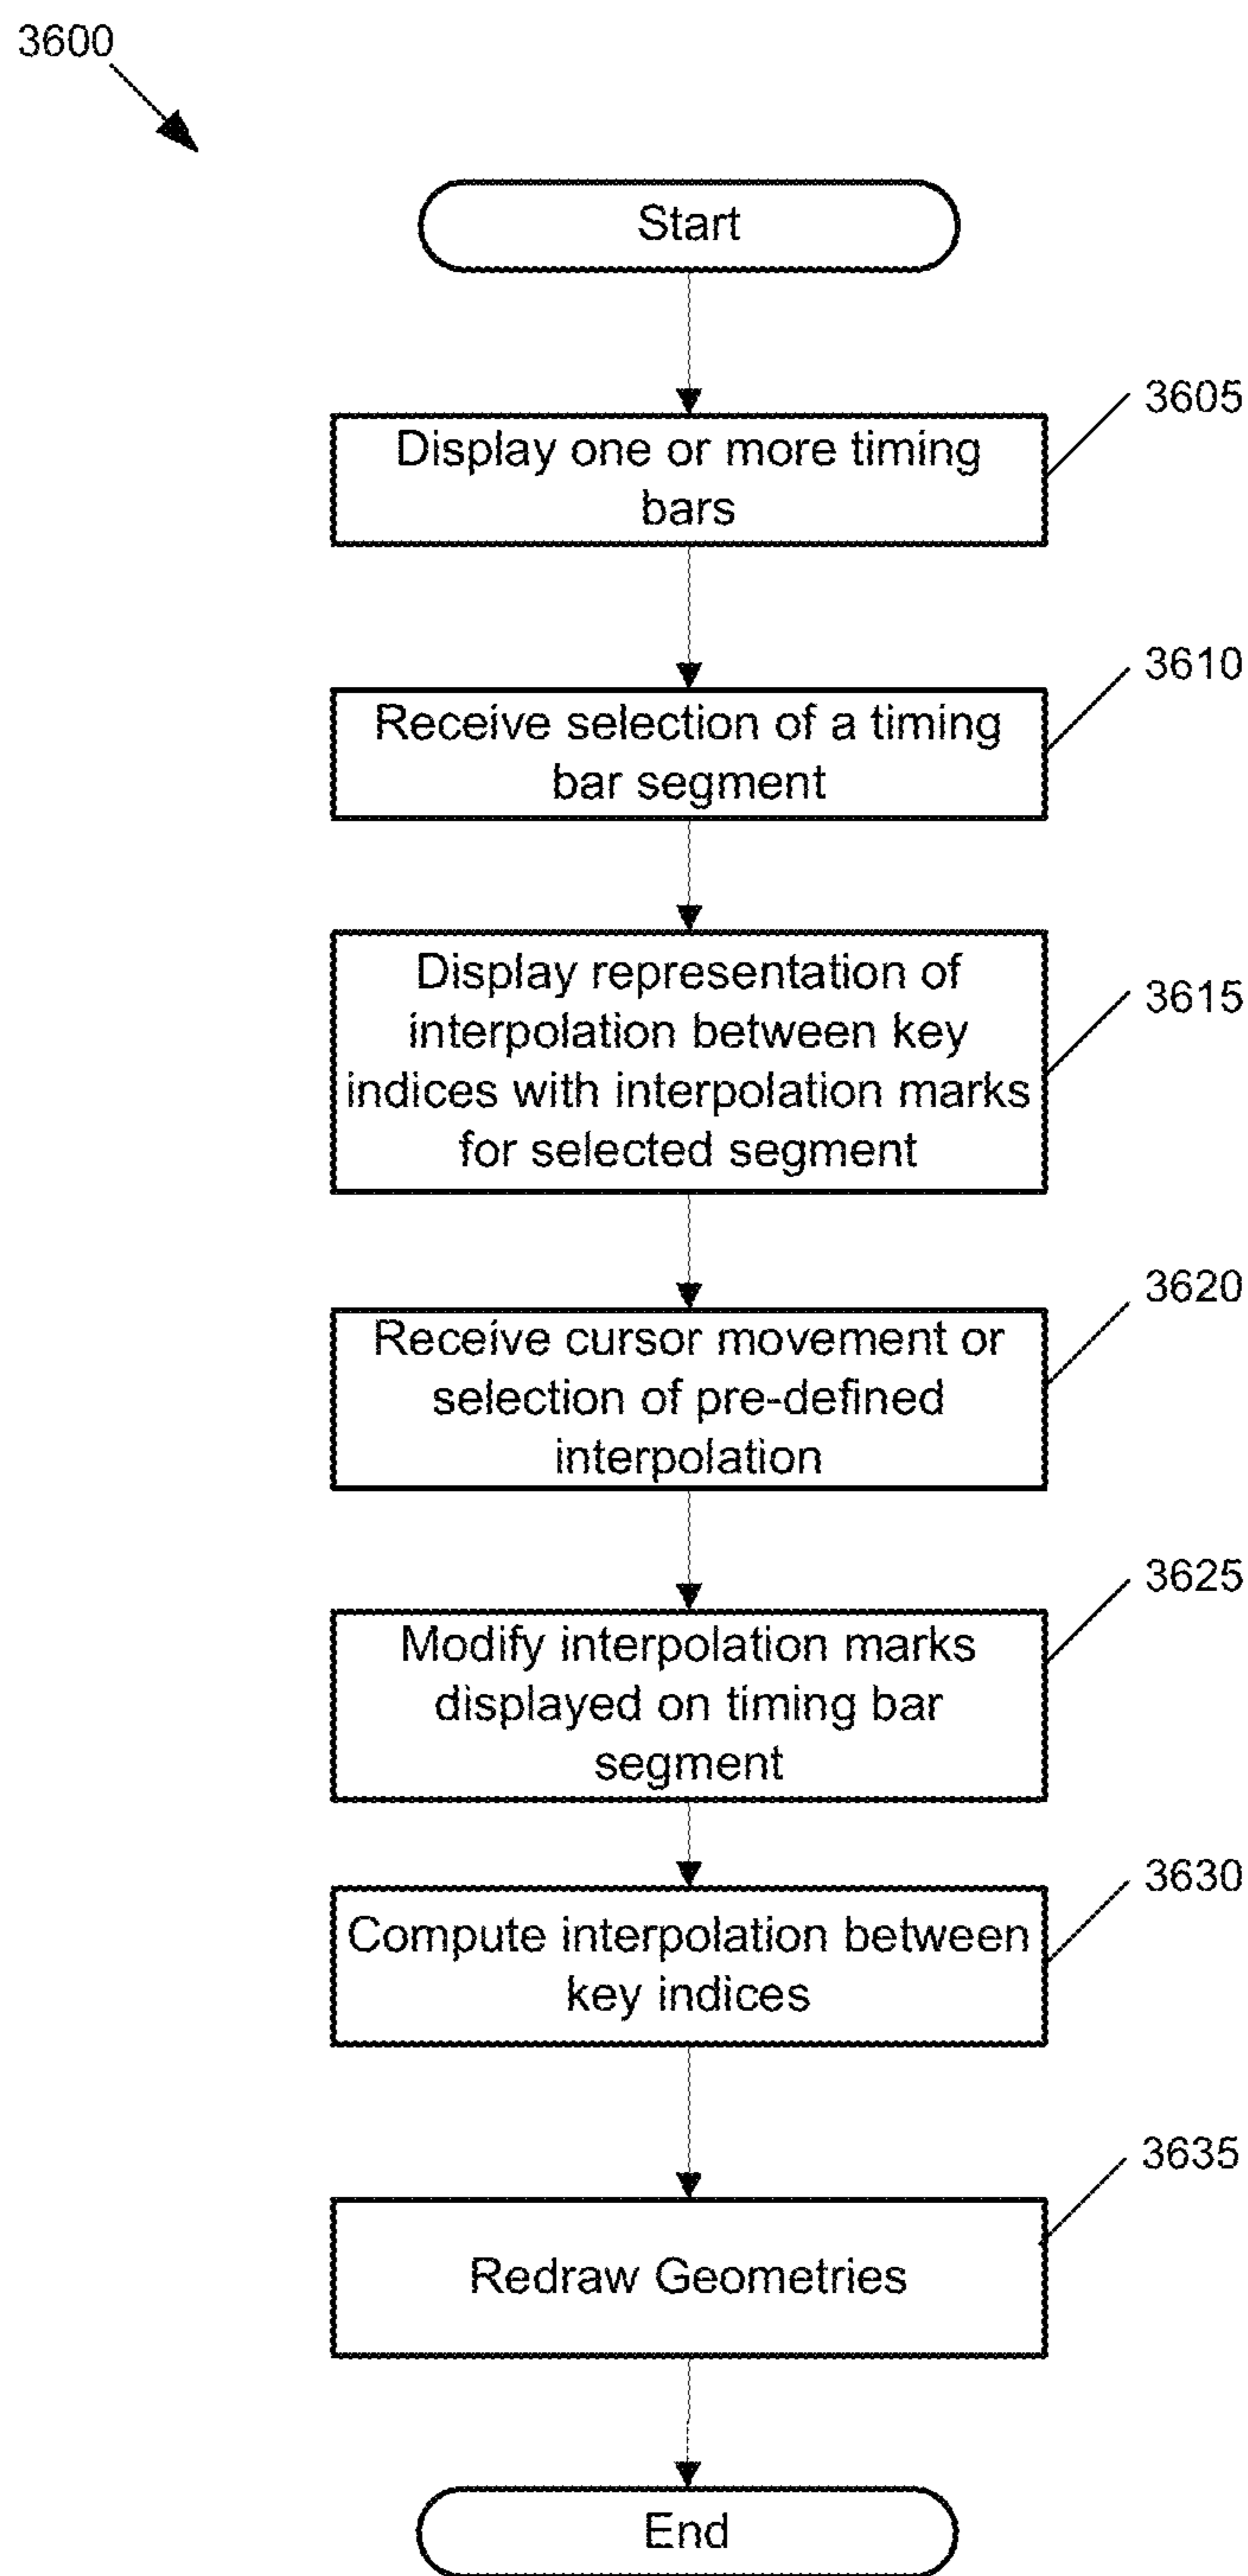 3600
Start
3605
Display one or more timing
bars
3610
Receive selection of a timing
bar segment
3615
Display representation of
interpolation between key
indices with interpolation marks
for selected segment
3620
Receive cursor movement or
selection of pre-defined
interpolation
3625
Modify interpolation marks
displayed on timing bar
segment
3630
Compute interpolation between
key indices
3635
Redraw Geometries
End